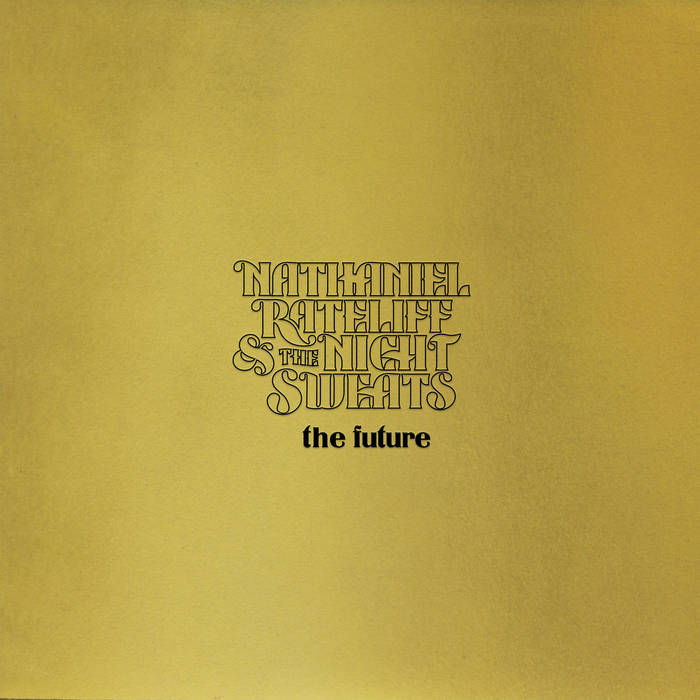 NATHANIEL
RATELIFF
& THE NIGHT
SWEATS
the future